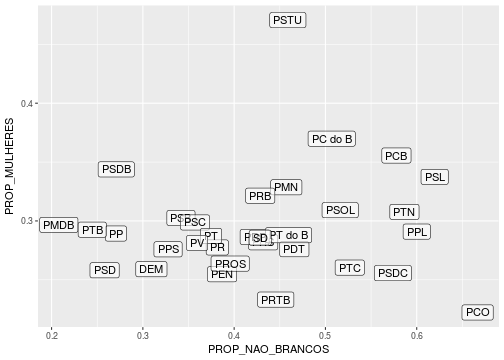 PSTU
0.4
PC do B
PCB
PSDB
PSL
PMN
PRB
PSOL
PTN
PMDB
PSC
PTB
PP
PT
PT do B
PPL
SD
PV
PR
PPS
PDT
PROS
PSD
DEM
PEN
PTC
PSDC
PRTB
PCO
0.3
0.2
0.3
0.4
0.5
0.6
PROP_NAO_BRANCOS
PROP_MULHERES